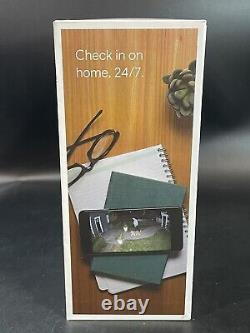 Check in on
home, 24/7.